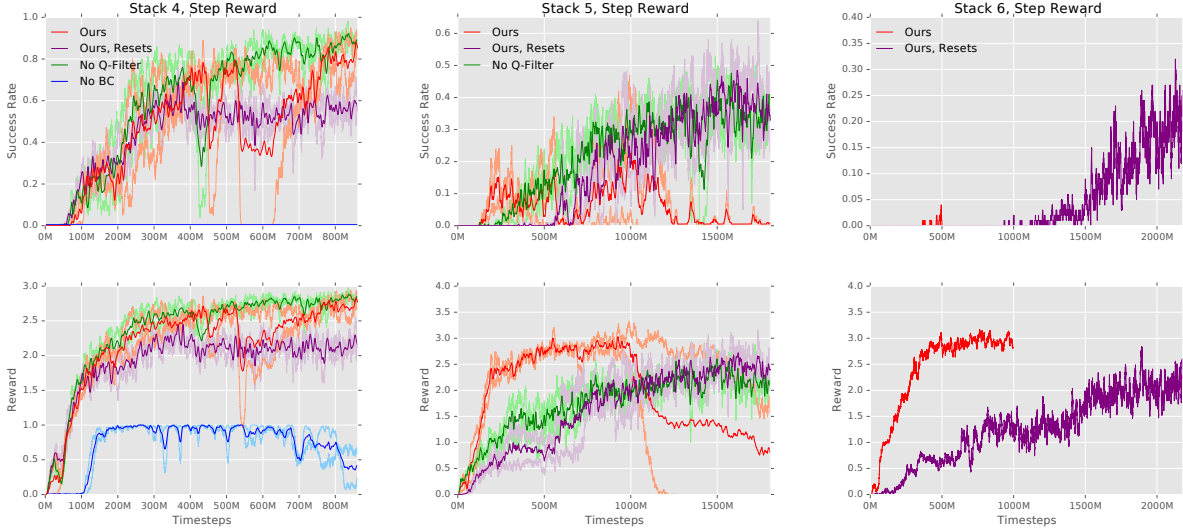 Stack 4, Step Reward
Success Rate
1.0
0.8
0.6
0.4
0.2
0.0
Ours
Ours, Resets
No Q-Filter
No BC
0M 100M 200M 300M 400M 500M 600M 700M 800M
Stack 5, Step Reward
Success Rate
0.6
0.5
0.4
0.3
0.2
0.1
0.0
Ours
Ours, Resets
No Q-Filter
0M 500M 1000M 1500M
Stack 6, Step Reward
Success Rate
0.40
0.35
0.30
0.25
0.20
0.15
0.10
0.05
0.00
Ours
Ours, Resets
0M 500M 1000M 1500M 2000M
Reward
3.0
2.5
2.0
1.5
1.0
0.5
0.0
0M 100M 200M 300M 400M 500M 600M 700M 800M
Timesteps
Reward
4.0
3.5
3.0
2.5
2.0
1.5
1.0
0.5
0.0
0M 500M 1000M 1500M
Timesteps
Reward
4.0
3.5
3.0
2.5
2.0
1.5
1.0
0.5
0.0
0M 500M 1000M 1500M 2000M
Timesteps